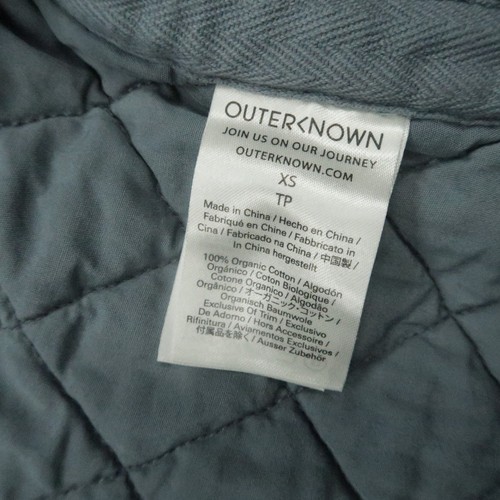 OUTERKNOWN
JOIN US ON OUR JOURNEY
OUTERKNOWN.COM
XS
TP
Made in China / Hecho en China /
Fabriqué en Chine / Fabbricato in
Cina / Fabricado na China / 中国製 /
In China hergestellt
100% Organic Cotton / Algodón
Orgánico / Coton Biologique /
Cotone Organico / Algodão
Orgânico / オーガニック・コットン /
Organisch Baumwole
Exclusive Of Trim / Exclusivo
De Adorno / Hors Accessoire /
Rifinitura / Aviamentos Exclusivos /
付属品を除く / Ausser Zubehör